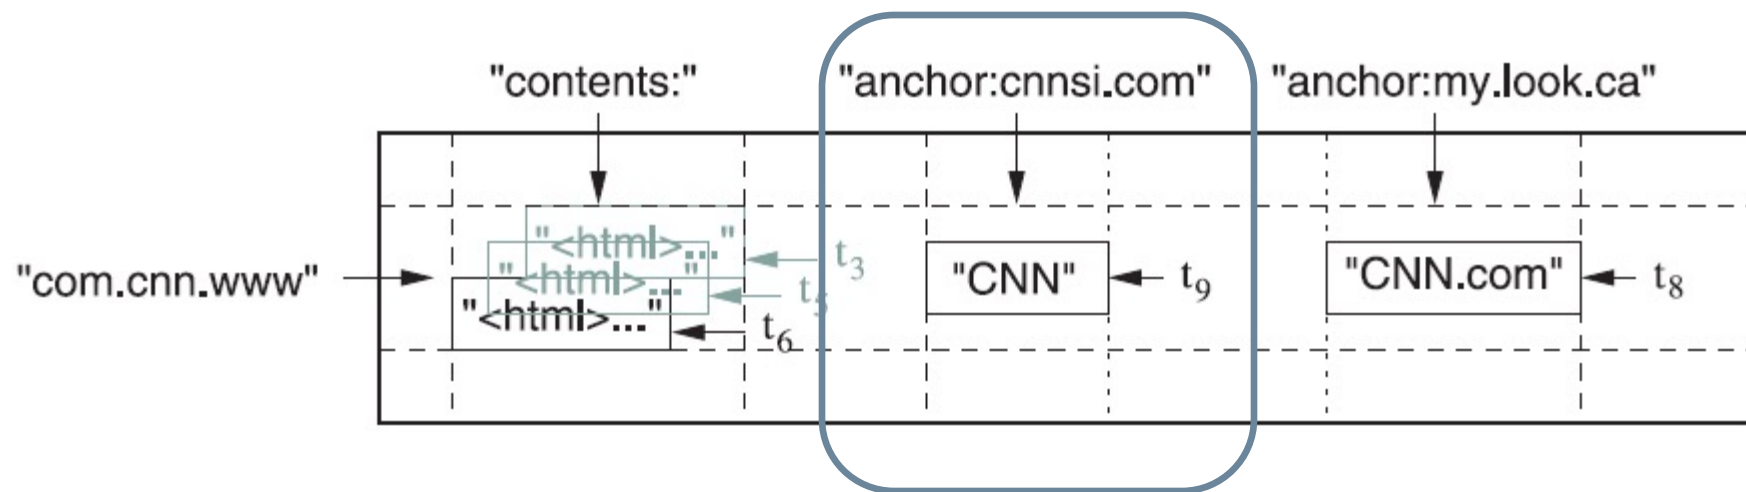 "contents:" "anchor:cnnsi.com" "anchor:my.look.ca"
"<html>..." t3
"com.cnn.www" "<html>..." t5 "CNN" t9 "CNN.com" t8
"<html>..." t6